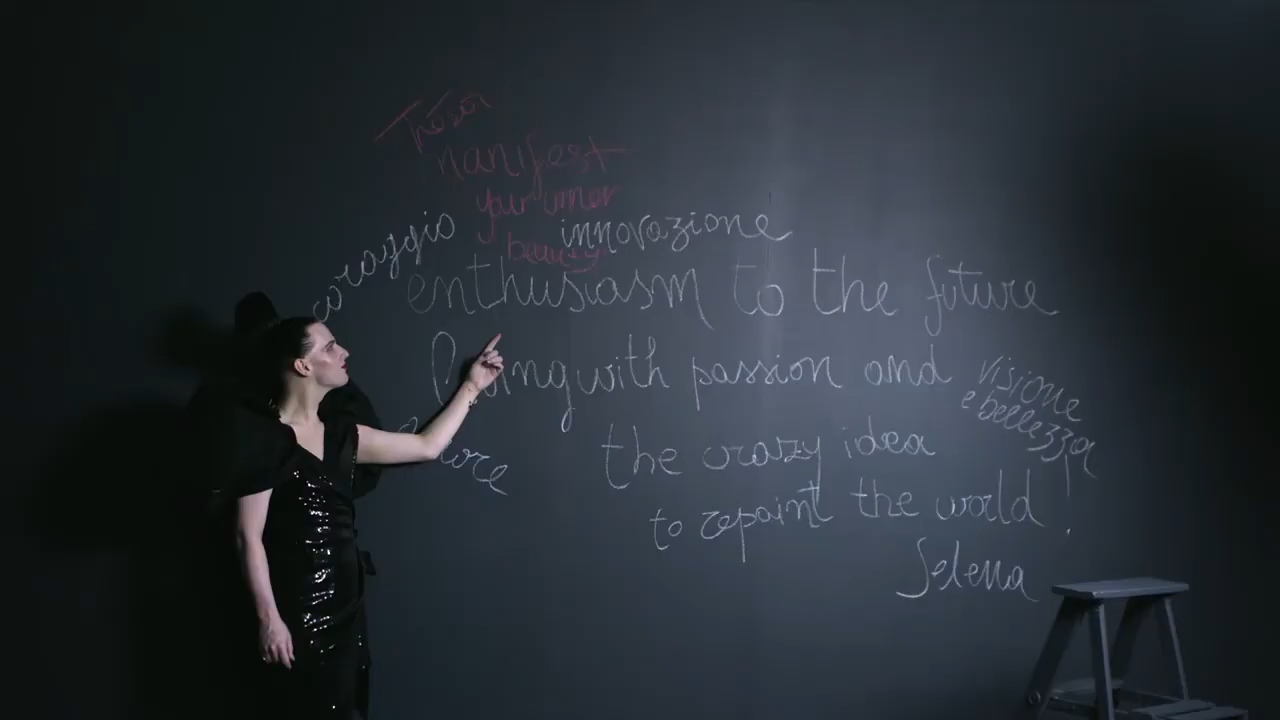 manifest
your inner
beauty
coraggio
innovazione
enthusiasm to the future
with passion and
visione
e bellezza
the crazy idea
to repaint the world.
Selena